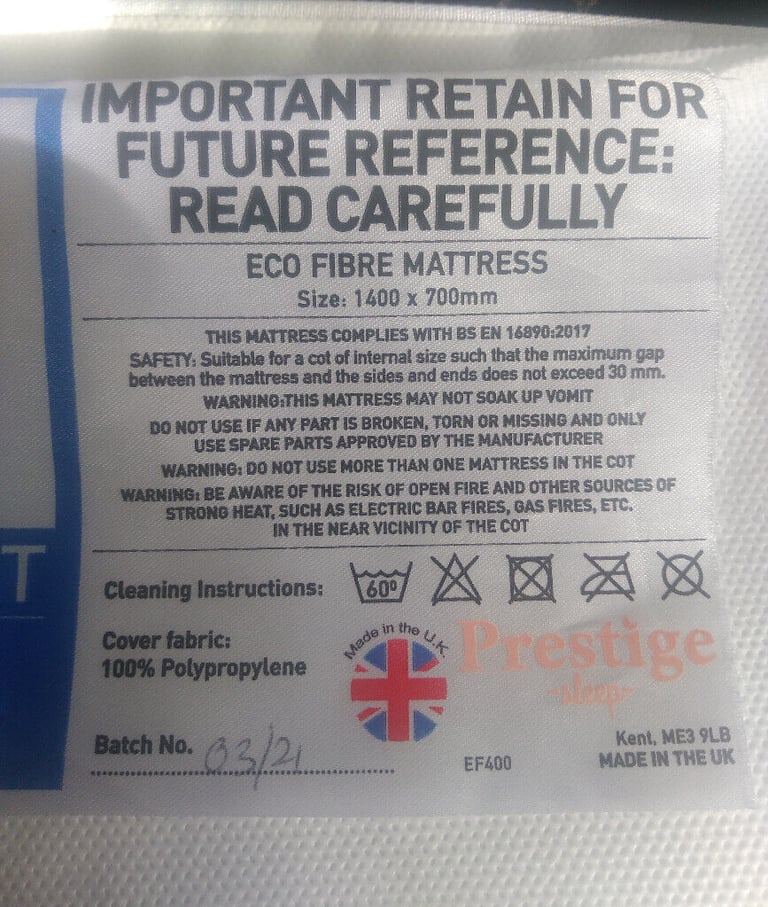 IMPORTANT RETAIN FOR
FUTURE REFERENCE:
READ CAREFULLY
ECO FIBRE MATTRESS
Size: 1400 x 700mm
THIS MATTRESS COMPLIES WITH BS EN 16890:2017
SAFETY: Suitable for a cot of internal size such that the maximum gap
between the mattress and the sides and ends does not exceed 30 mm.
WARNING:THIS MATTRESS MAY NOT SOAK UP VOMIT
DO NOT USE IF ANY PART IS BROKEN, TORN OR MISSING AND ONLY
USE SPARE PARTS APPROVED BY THE MANUFACTURER
WARNING: DO NOT USE MORE THAN ONE MATTRESS IN THE COT
WARNING: BE AWARE OF THE RISK OF OPEN FIRE AND OTHER SOURCES OF
STRONG HEAT, SUCH AS ELECTRIC BAR FIRES, GAS FIRES, ETC.
IN THE NEAR VICINITY OF THE COT
T
Cleaning Instructions: 60º
Cover fabric:
100% Polypropylene
Made in the U.K.
Prestige
-sleep-
Batch No. 03/21
EF400
Kent, ME3 9LB
MADE IN THE UK